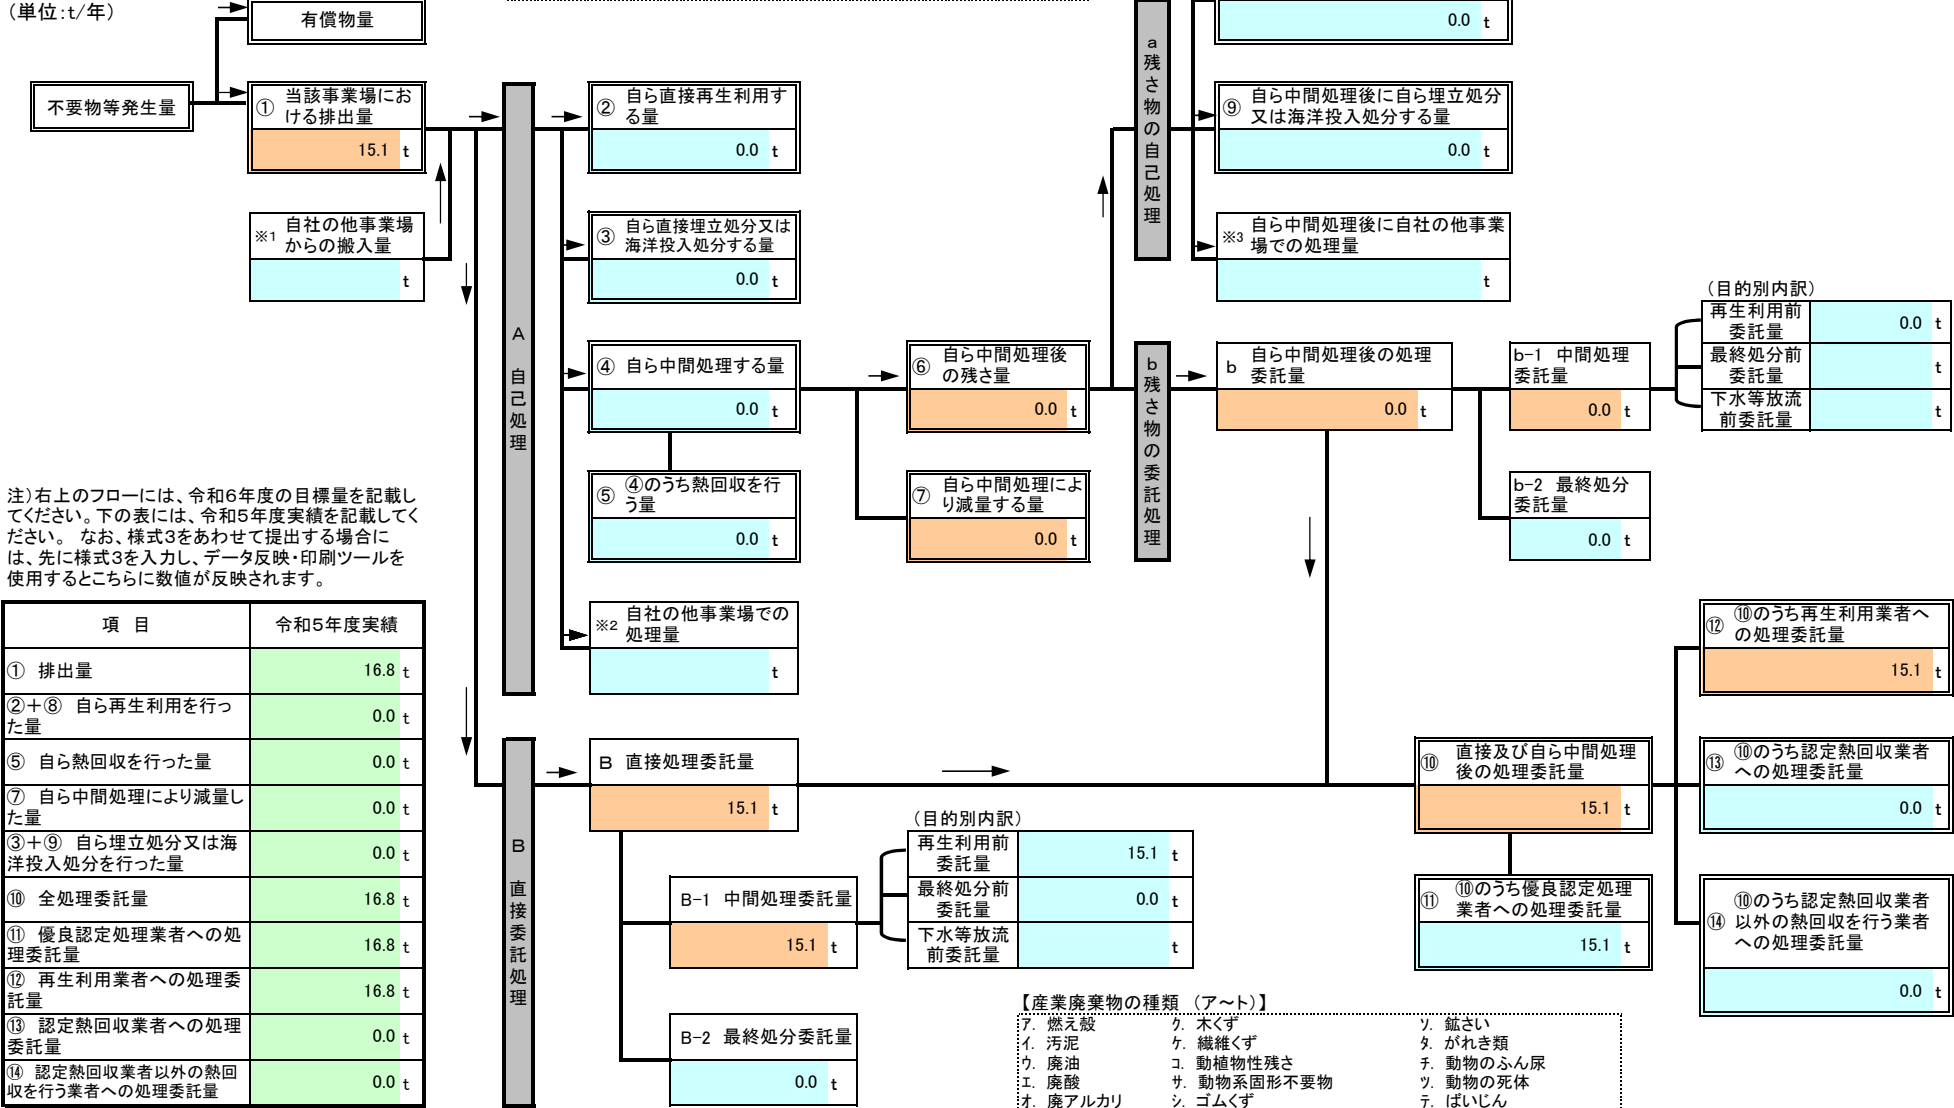 (単位:t/年)
有償物量
不要物等発生量
① 当該事業場にお
ける排出量
15.1 t
※1 自社の他事業場
からの搬入量
t
A 自己処理
② 自ら直接再生利用す
る量
0.0 t
③ 自ら直接埋立処分又は
海洋投入処分する量
0.0 t
④ 自ら中間処理する量
0.0 t
⑤ ④のうち熱回収を行
う量
0.0 t
※2 自社の他事業場での
処理量
t
⑥ 自ら中間処理後
の残さ量
0.0 t
⑦ 自ら中間処理によ
り減量する量
0.0 t
a残さ物の自己処理
0.0 t
⑨ 自ら中間処理後に自ら埋立処分
又は海洋投入処分する量
0.0 t
※3 自ら中間処理後に自社の他事業
場での処理量
t
b残さ物の委託処理
b 自ら中間処理後の処理
委託量
0.0 t
b-1 中間処理
委託量
0.0 t
b-2 最終処分
委託量
0.0 t
(目的別内訳)
再生利用前
委託量
0.0 t
最終処分前
委託量
t
下水等放流
前委託量
t
注)右上のフローには、令和6年度の目標量を記載し
てください。下の表には、令和5年度実績を記載してく
ださい。 なお、様式3をあわせて提出する場合に
は、先に様式3を入力し、データ反映・印刷ツールを
使用するとこちらに数値が反映されます。
項 目 令和5年度実績
① 排出量 16.8 t
②+⑧ 自ら再生利用を行っ
た量 0.0 t
⑤ 自ら熱回収を行った量 0.0 t
⑦ 自ら中間処理により減量し
た量 0.0 t
③+⑨ 自ら埋立処分又は海
洋投入処分を行った量 0.0 t
⑩ 全処理委託量 16.8 t
⑪ 優良認定処理業者への処
理委託量 16.8 t
⑫ 再生利用業者への処理委
託量 16.8 t
⑬ 認定熱回収業者への処理
委託量 0.0 t
⑭ 認定熱回収業者以外の熱回
収を行う業者への処理委託量 0.0 t
B 直接委託処理
B 直接処理委託量
15.1 t
B-1 中間処理委託量
15.1 t
B-2 最終処分委託量
0.0 t
(目的別内訳)
再生利用前
委託量
15.1 t
最終処分前
委託量
0.0 t
下水等放流
前委託量
t
⑩ 直接及び自ら中間処理
後の処理委託量
15.1 t
⑪ ⑩のうち優良認定処理
業者への処理委託量
15.1 t
⑫ ⑩のうち再生利用業者へ
の処理委託量
15.1 t
⑬ ⑩のうち認定熱回収業者
への処理委託量
0.0 t
⑭ ⑩のうち認定熱回収業者
以外の熱回収を行う業者
への処理委託量
0.0 t
【産業廃棄物の種類 (ア~ト)】
ア. 燃え殻 ク. 木くず ソ. 鉱さい
イ. 汚泥 ケ. 繊維くず タ. がれき類
ウ. 廃油 コ. 動植物性残さ チ. 動物のふん尿
エ. 廃酸 サ. 動物系固形不要物 ツ. 動物の死体
オ. 廃アルカリ シ. ゴムくず テ. ばいじん